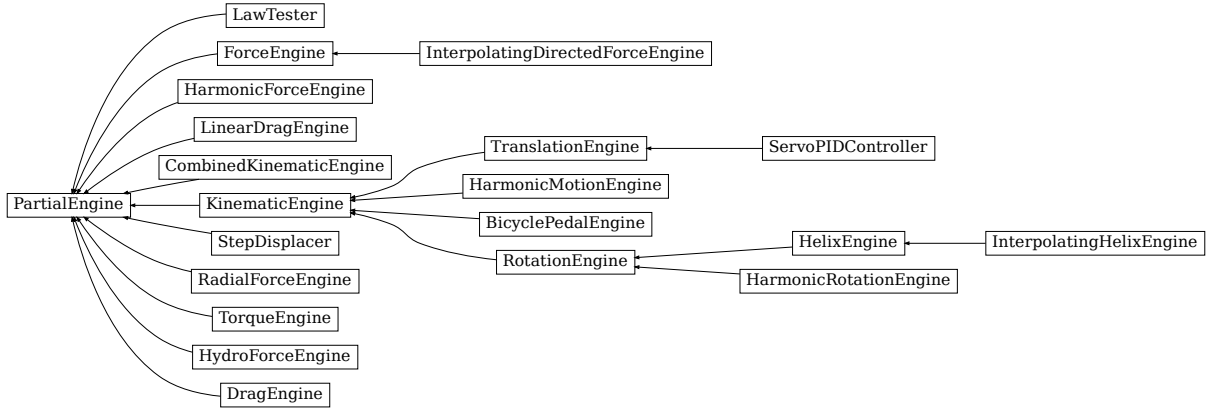 LawTester
ForceEngine
InterpolatingDirectedForceEngine
HarmonicForceEngine
LinearDragEngine
CombinedKinematicEngine
PartialEngine
KinematicEngine
StepDisplacer
RadialForceEngine
TorqueEngine
HydroForceEngine
DragEngine
TranslationEngine
ServoPIDController
HarmonicMotionEngine
BicyclePedalEngine
RotationEngine
HelixEngine
InterpolatingHelixEngine
HarmonicRotationEngine